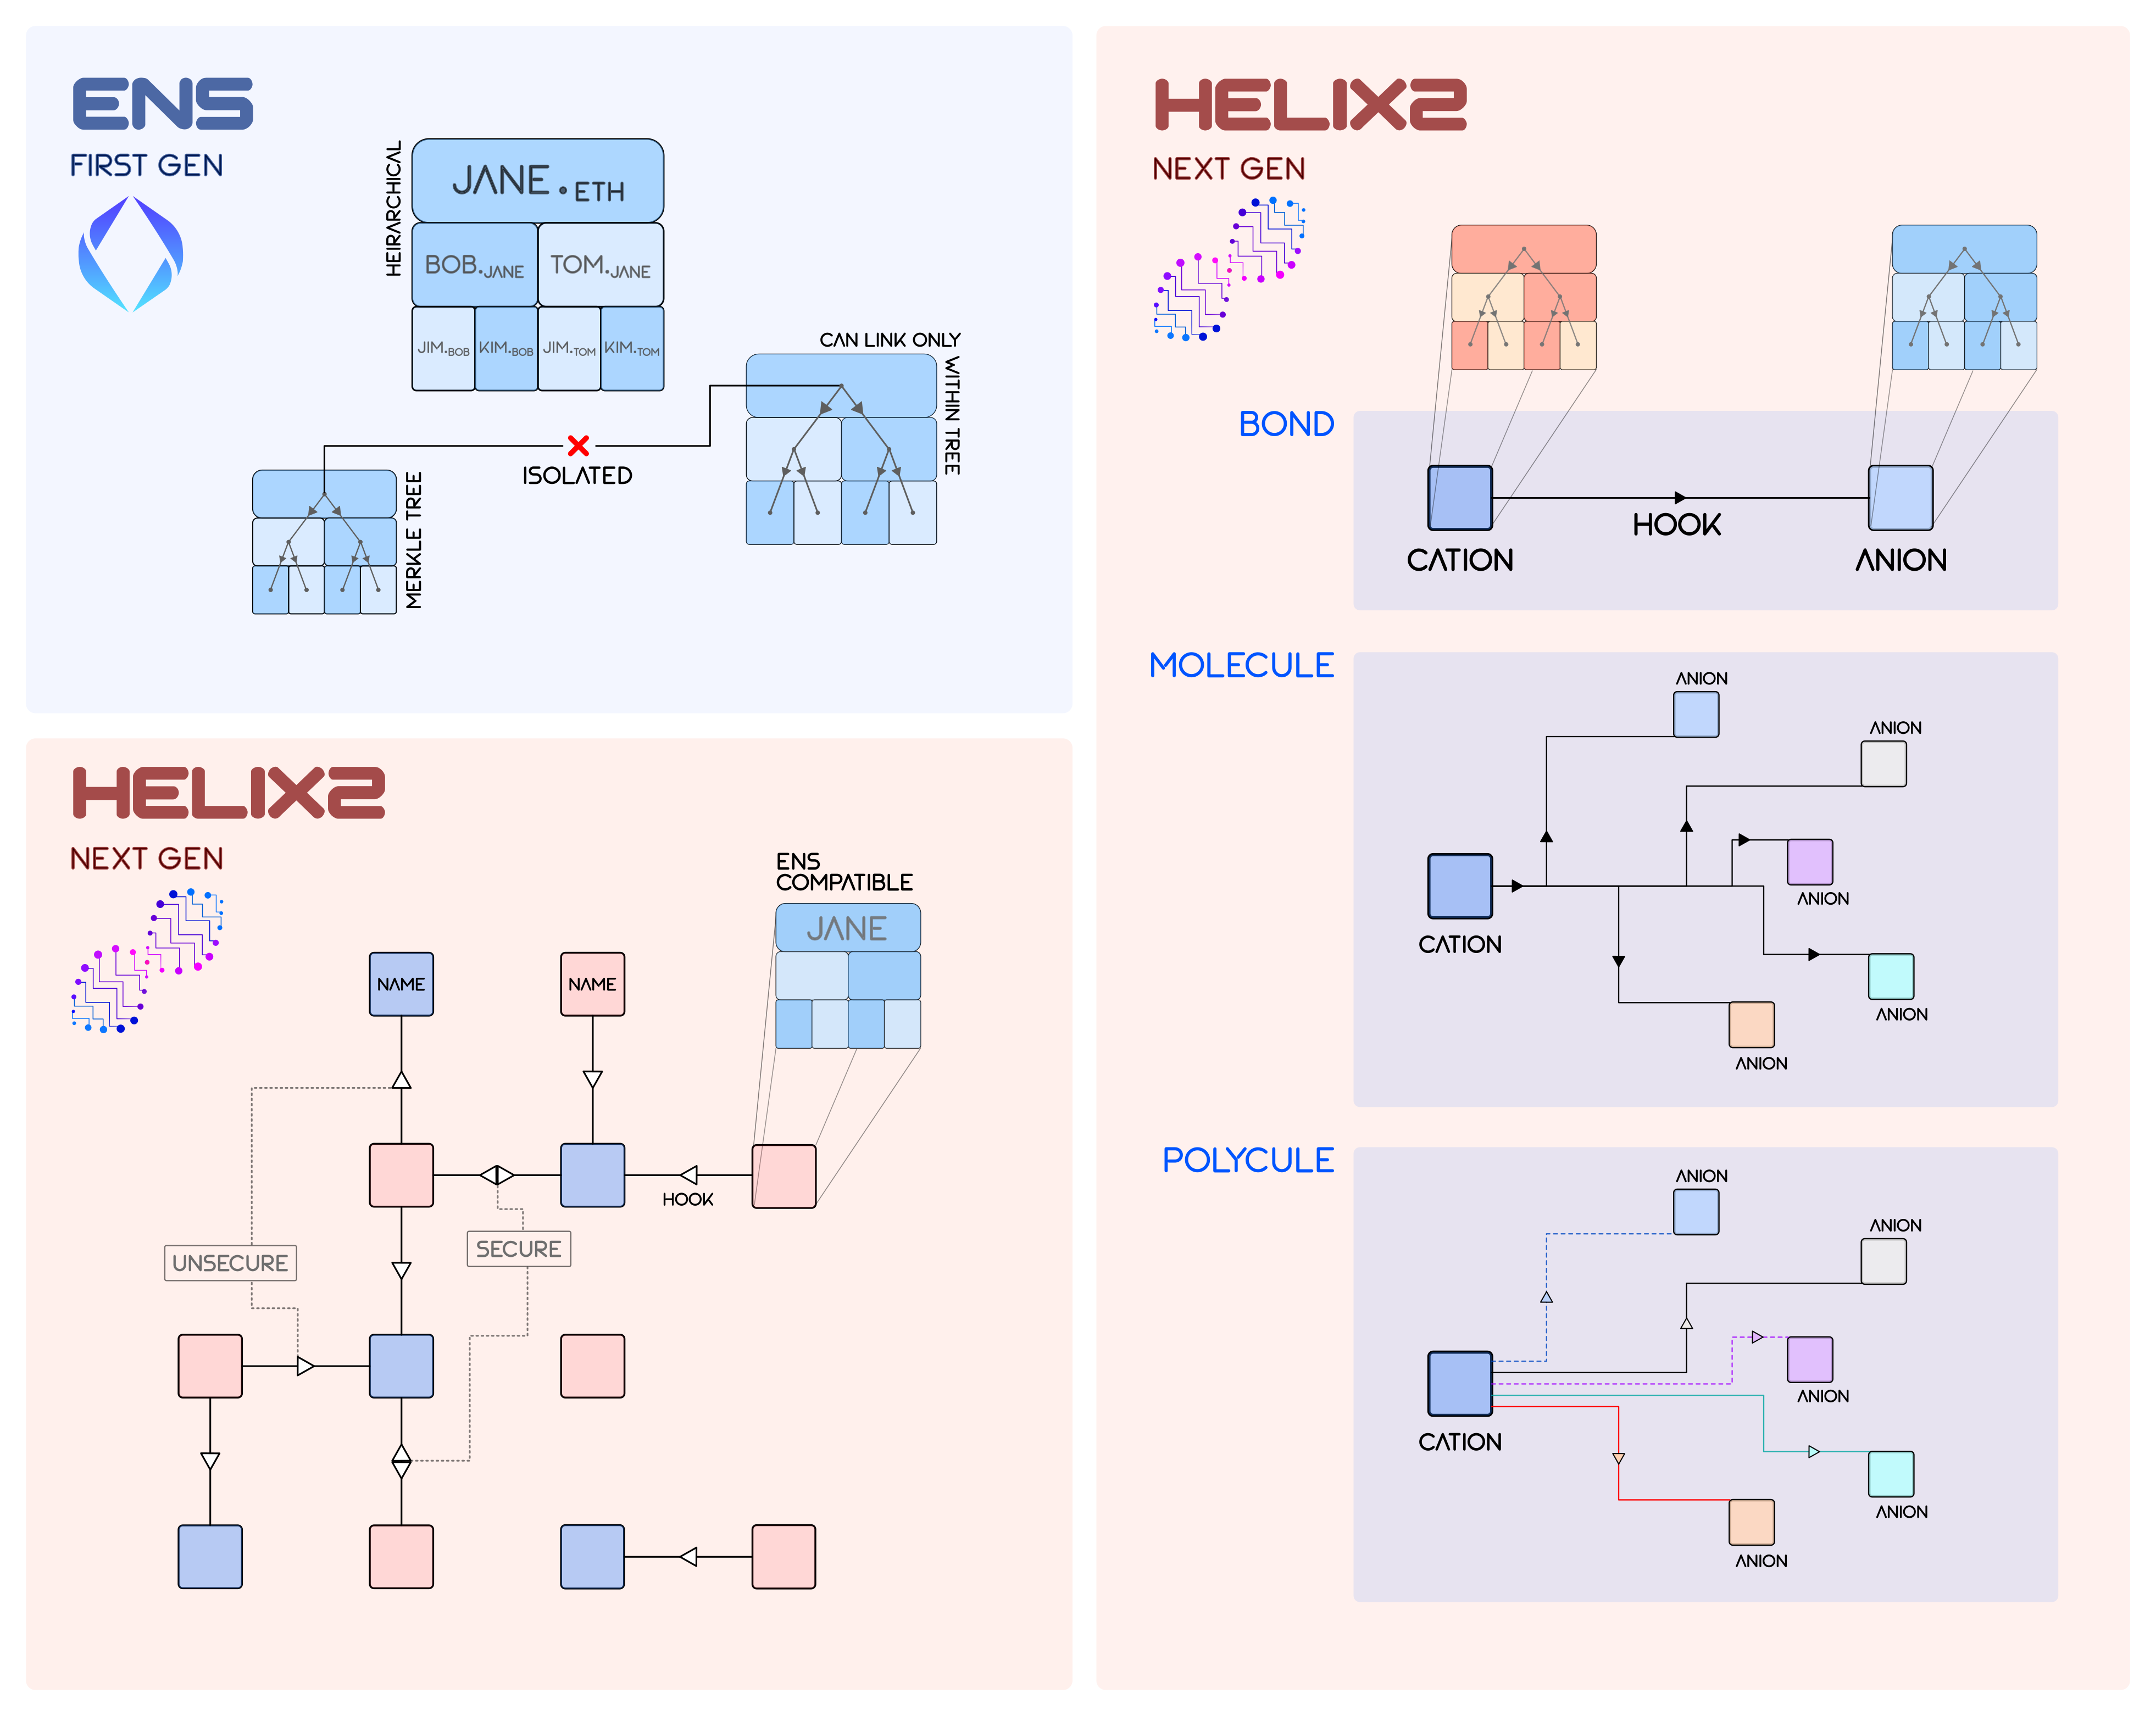 ENS
FIRST GEN
HEIRARCHICAL
JANE.ETH
BOB.JANE
TOM.JANE
JIM.BOB
KIM.BOB
JIM.TOM
KIM.TOM
CAN LINK ONLY
WITHIN TREE
ISOLATED
MERKLE TREE
HELIX2
NEXT GEN
ENS
COMPATIBLE
JANE
NAME
NAME
HOOK
UNSECURE
SECURE
HELIX2
NEXT GEN
BOND
HOOK
CATION
ANION
MOLECULE
ANION
ANION
ANION
CATION
ANION
ANION
POLYCULE
ANION
ANION
ANION
CATION
ANION
ANION